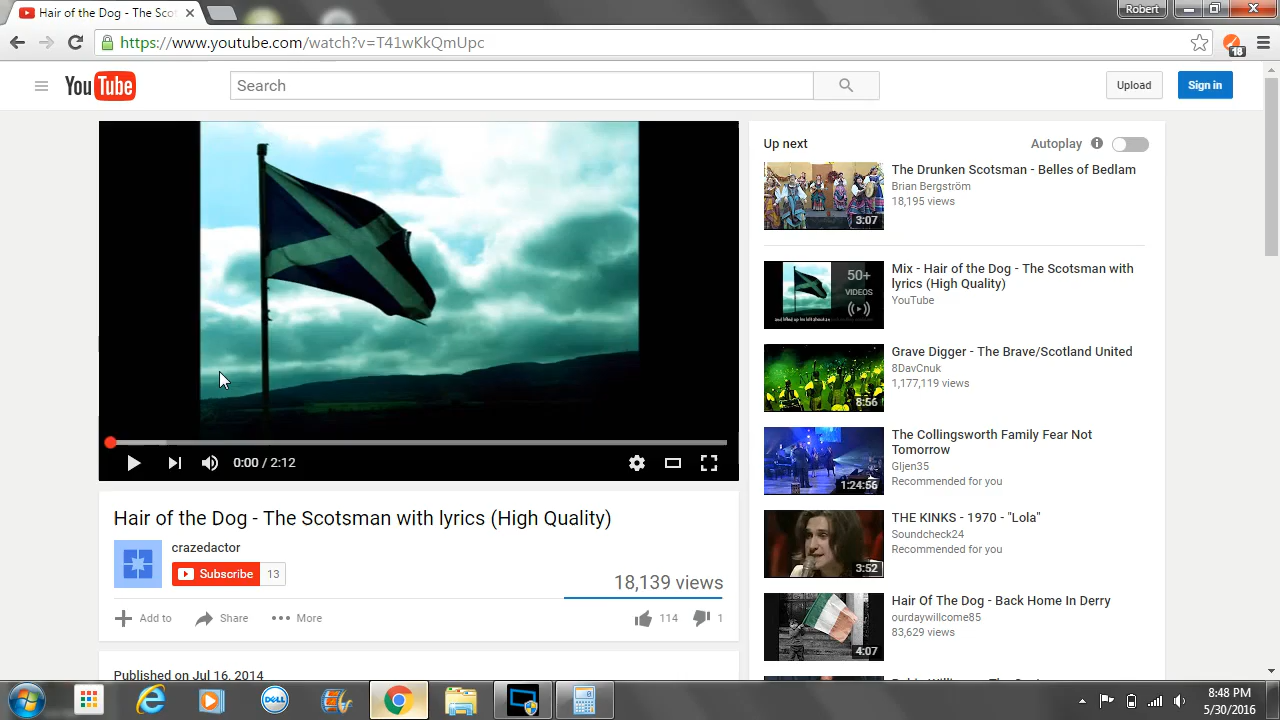 Hair of the Dog - The Scot
Robert
https://www.youtube.com/watch?v=T41wKkQmUpc
18
YouTube
Search
Upload
Sign in
0:00 / 2:12
Hair of the Dog - The Scotsman with lyrics (High Quality)
crazedactor
Subscribe 13
18,139 views
Add to Share More 114 1
Published on Jul 16, 2014
Up next Autoplay
The Drunken Scotsman - Belles of Bedlam
Brian Bergström
18,195 views
3:07
Mix - Hair of the Dog - The Scotsman with
lyrics (High Quality)
YouTube
50+
VIDEOS
Grave Digger - The Brave/Scotland United
8DavCnuk
1,177,119 views
8:56
The Collingsworth Family Fear Not
Tomorrow
Gljen35
Recommended for you
1:24:56
THE KINKS - 1970 - "Lola"
Soundcheck24
Recommended for you
3:52
Hair Of The Dog - Back Home In Derry
ourdaywillcome85
83,629 views
4:07
DELL
8:48 PM
5/30/2016